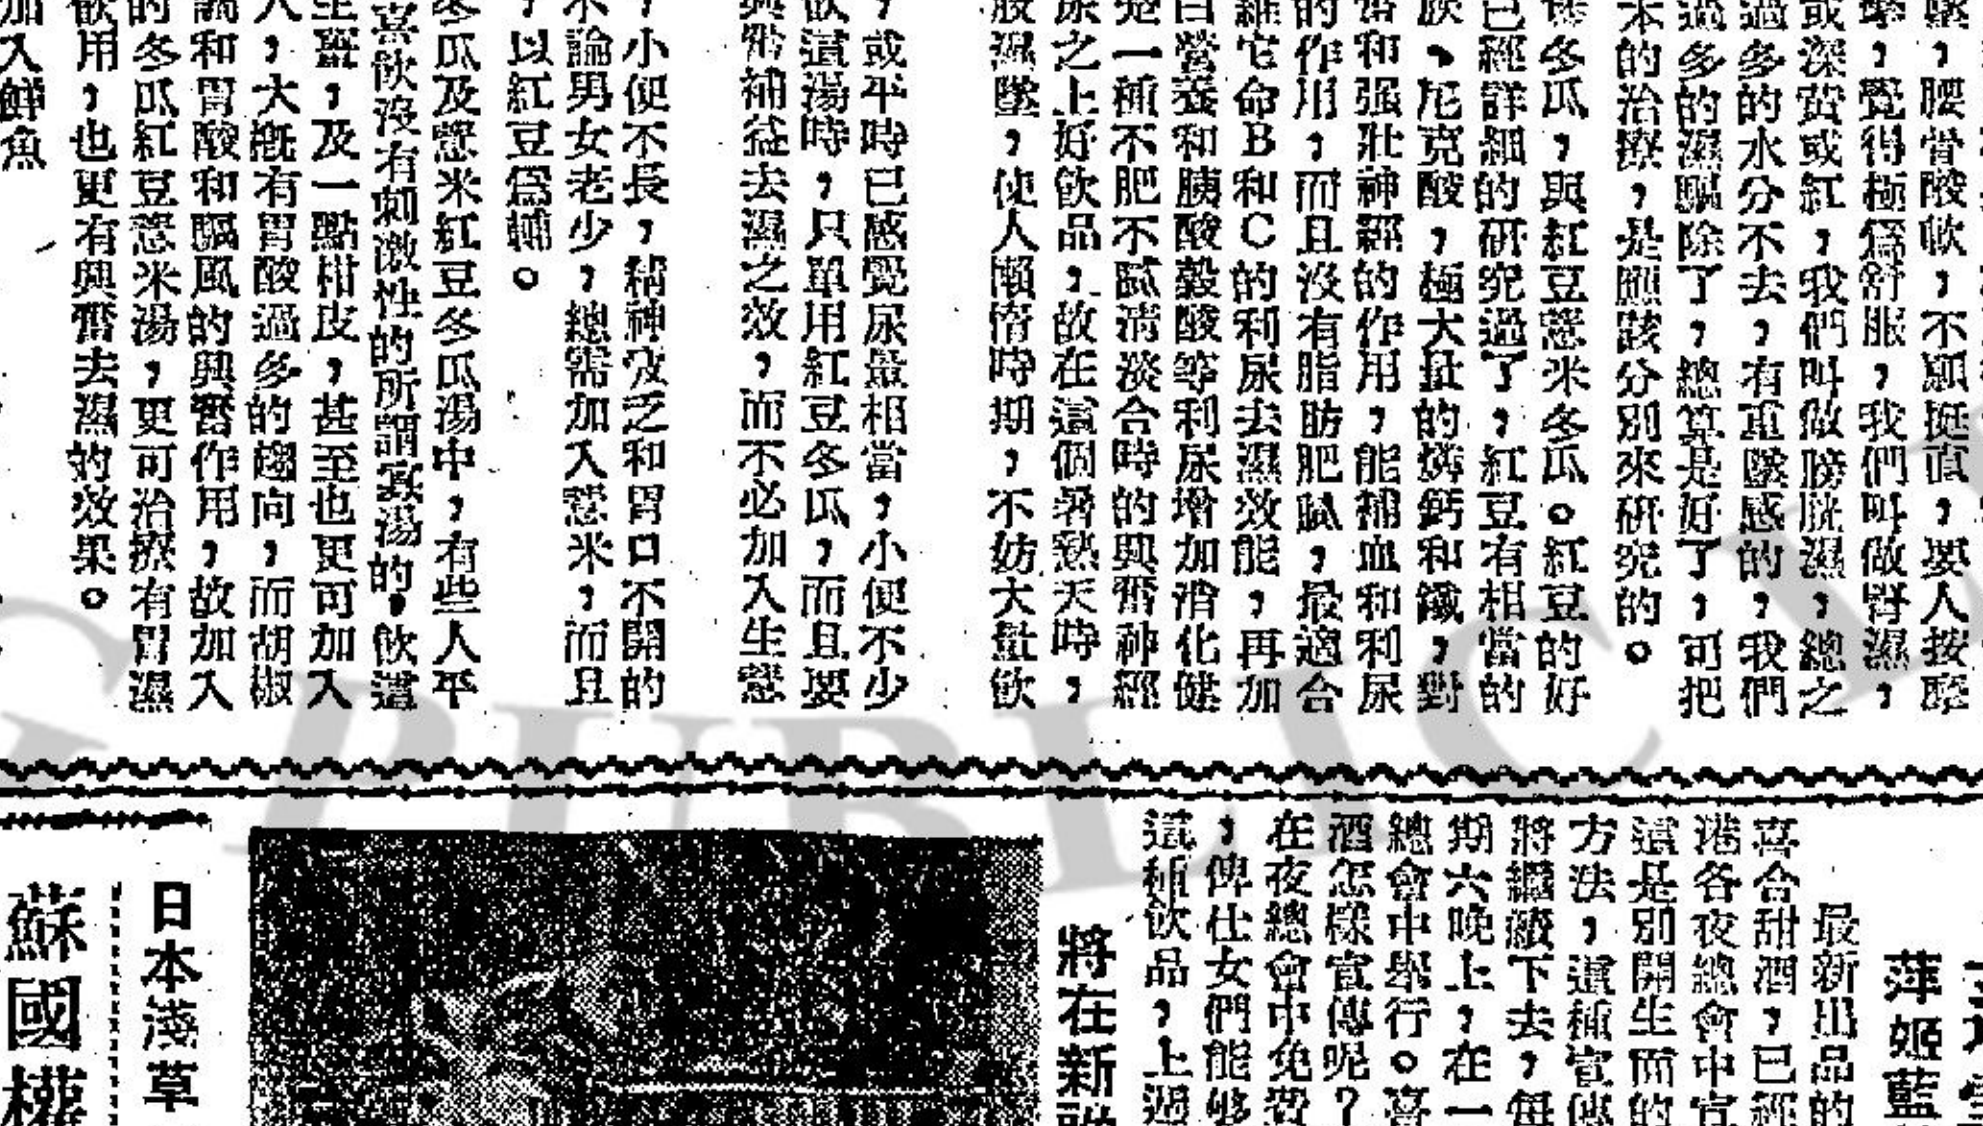 墜，腰骨酸軟，不願挺直，要人按摩
擊，覺得極為舒服，我們叫做腎濕，
或深黃或紅，我們叫做膀胱濕，總之
過多的水分不去，有重墜感的，我們
過多的濕驅除了，總算是好了，可把
本的治療，是應該分別來研究的。
冬瓜，與紅豆薏米冬瓜。紅豆的好
已經詳細的研究過了，紅豆有相當的
尼克酸，極大量的燐鈣和鐵，對
和强壯神經的作用，能補血和利尿
的作用，而且沒有脂肪肥膩，最適合
維它命B和C的利尿去濕效能，再加
白營養和胰酸穀酸等利尿增加消化健
是一種不肥不膩清淡合時的興奮神經
尿之上好飲品，故在這個暑熱天時，
股濕墜，使人懶惰時期，不妨大量飲
，或平時已感覺尿量相當，小便不少
飲這湯時，只單用紅豆冬瓜，而且要
興奮補益去濕之效，而不必加入生薏
，小便不長，精神疲乏和胃口不開的
不論男女老少，總需加入薏米，而且
，以紅豆為輔。
冬瓜及薏米紅豆冬瓜湯中，有些人平
喜飲沒有刺激性的所謂寡湯的，飲這
生薑，及一點柑皮，甚至也更可加入
人，大概有胃酸過多的趨向，而胡椒
和胃酸和驅風的興奮作用，故加入
的冬瓜紅豆薏米湯，更可治療有胃濕
飲用，也更有興奮去濕的效果。
加入鮮魚
萍姬藍
最新出品的
喜合甜酒，已經
港各夜總會中宣
這是別開生面的
方法，這種宣傳
將繼續下去，每
期六晚上，在一
總會中舉行。喜
酒怎樣宣傳呢？
在夜總會中免費
，俾仕女們能够
這種飲品，上週
將在新
日本淺草
蘇國權